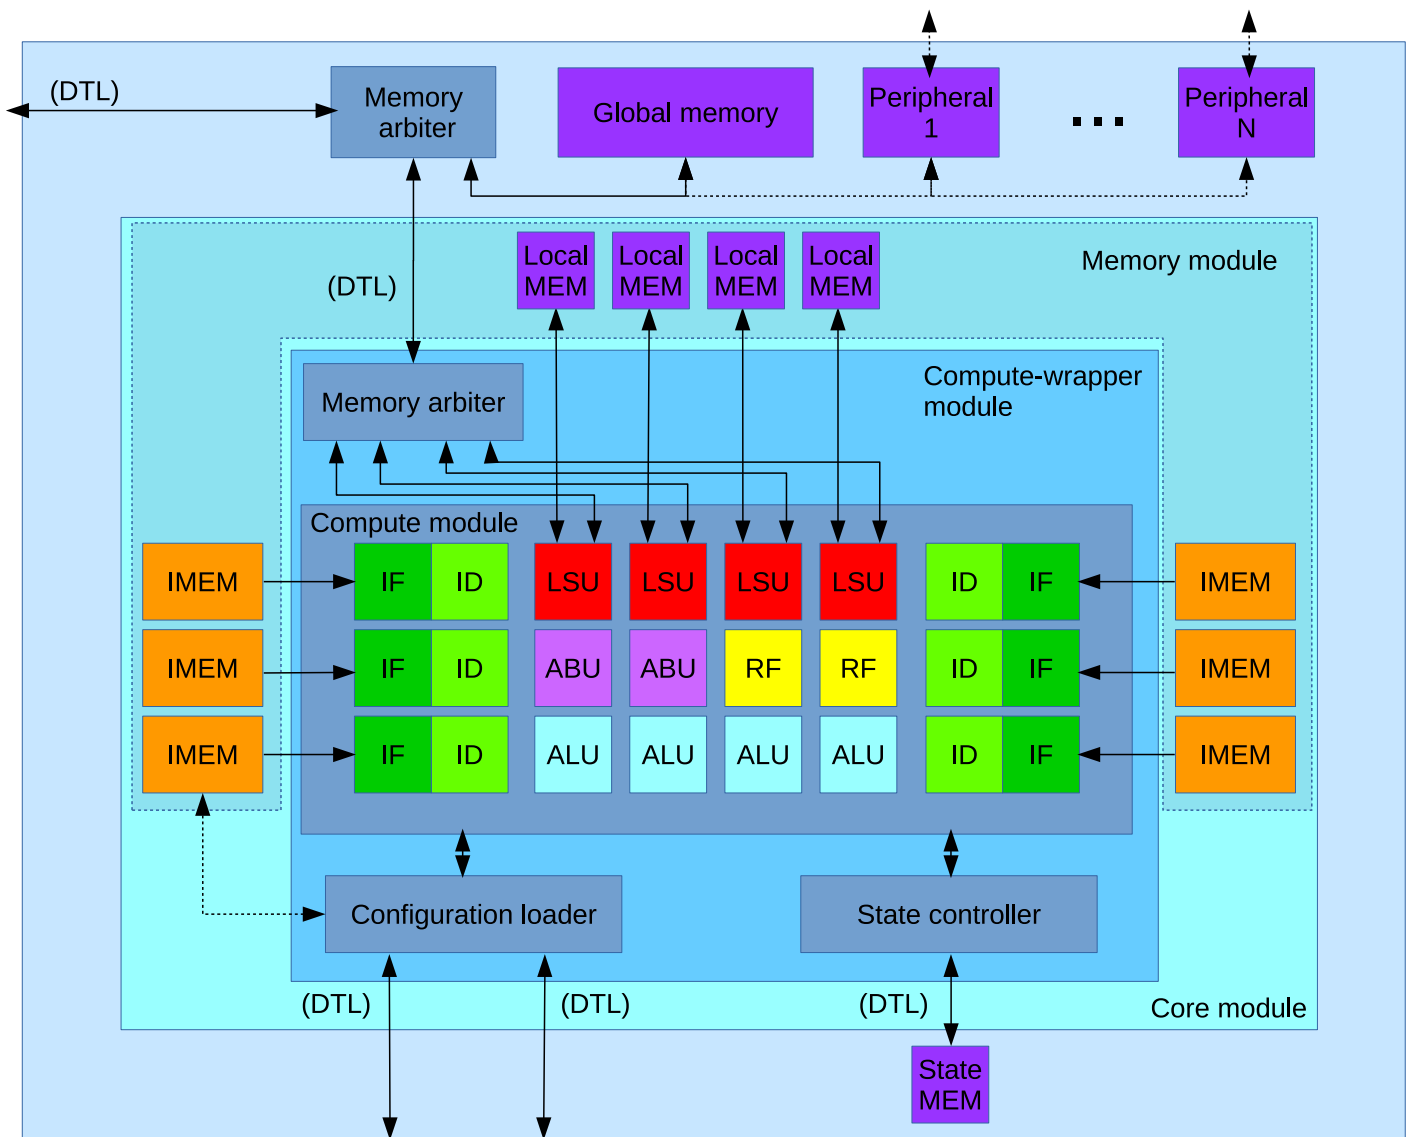 (DTL)
Memory
arbiter
Global memory
Peripheral
1
...
Peripheral
N
Local
MEM
Local
MEM
Local
MEM
Local
MEM
Memory module
(DTL)
Memory arbiter
Compute-wrapper
module
Compute module
IMEM
IF
ID
LSU
LSU
LSU
LSU
ID
IF
IMEM
IMEM
IF
ID
ABU
ABU
RF
RF
ID
IF
IMEM
IMEM
IF
ID
ALU
ALU
ALU
ALU
ID
IF
IMEM
Configuration loader
State controller
(DTL)
(DTL)
(DTL)
Core module
State
MEM